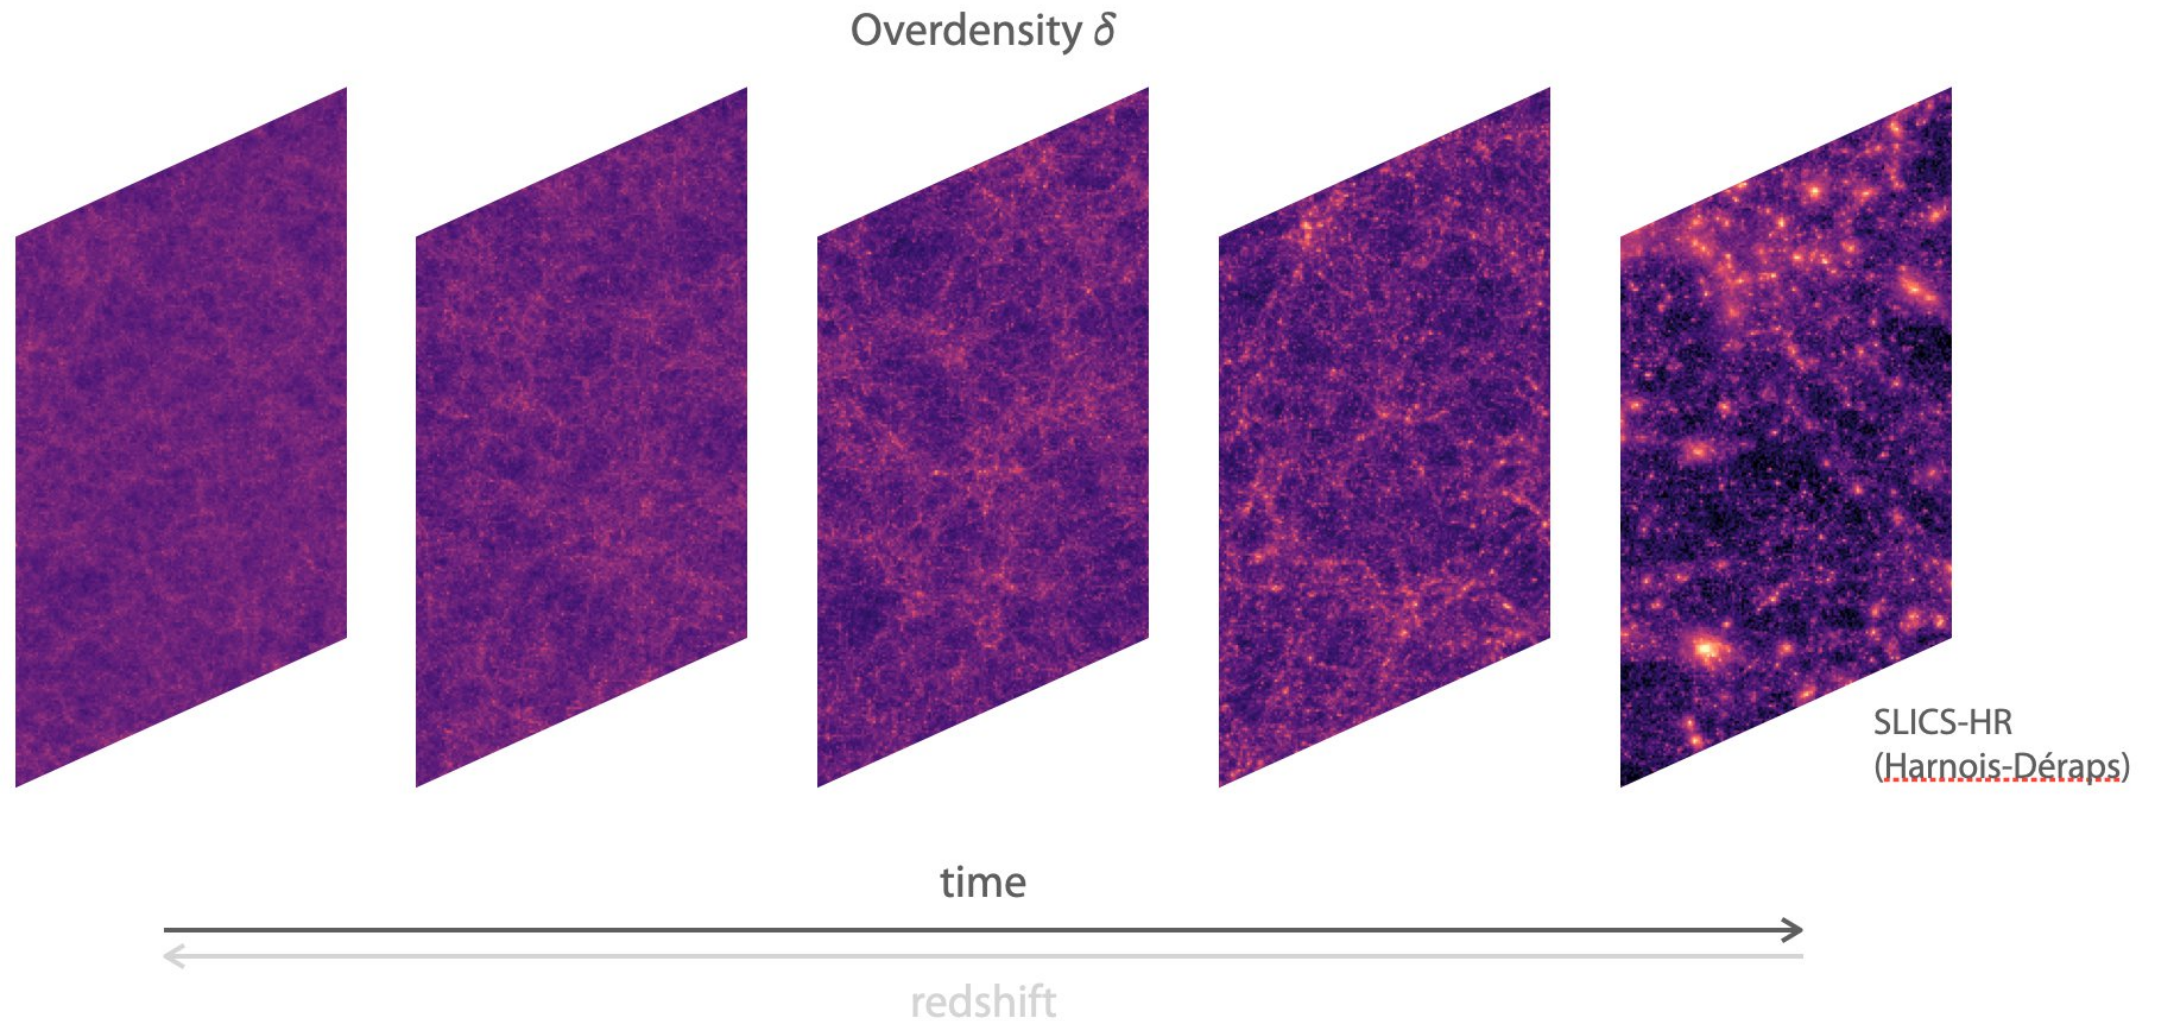 Overdensity δ
SLICS-HR
(Harnois-Déraps)
time
redshift